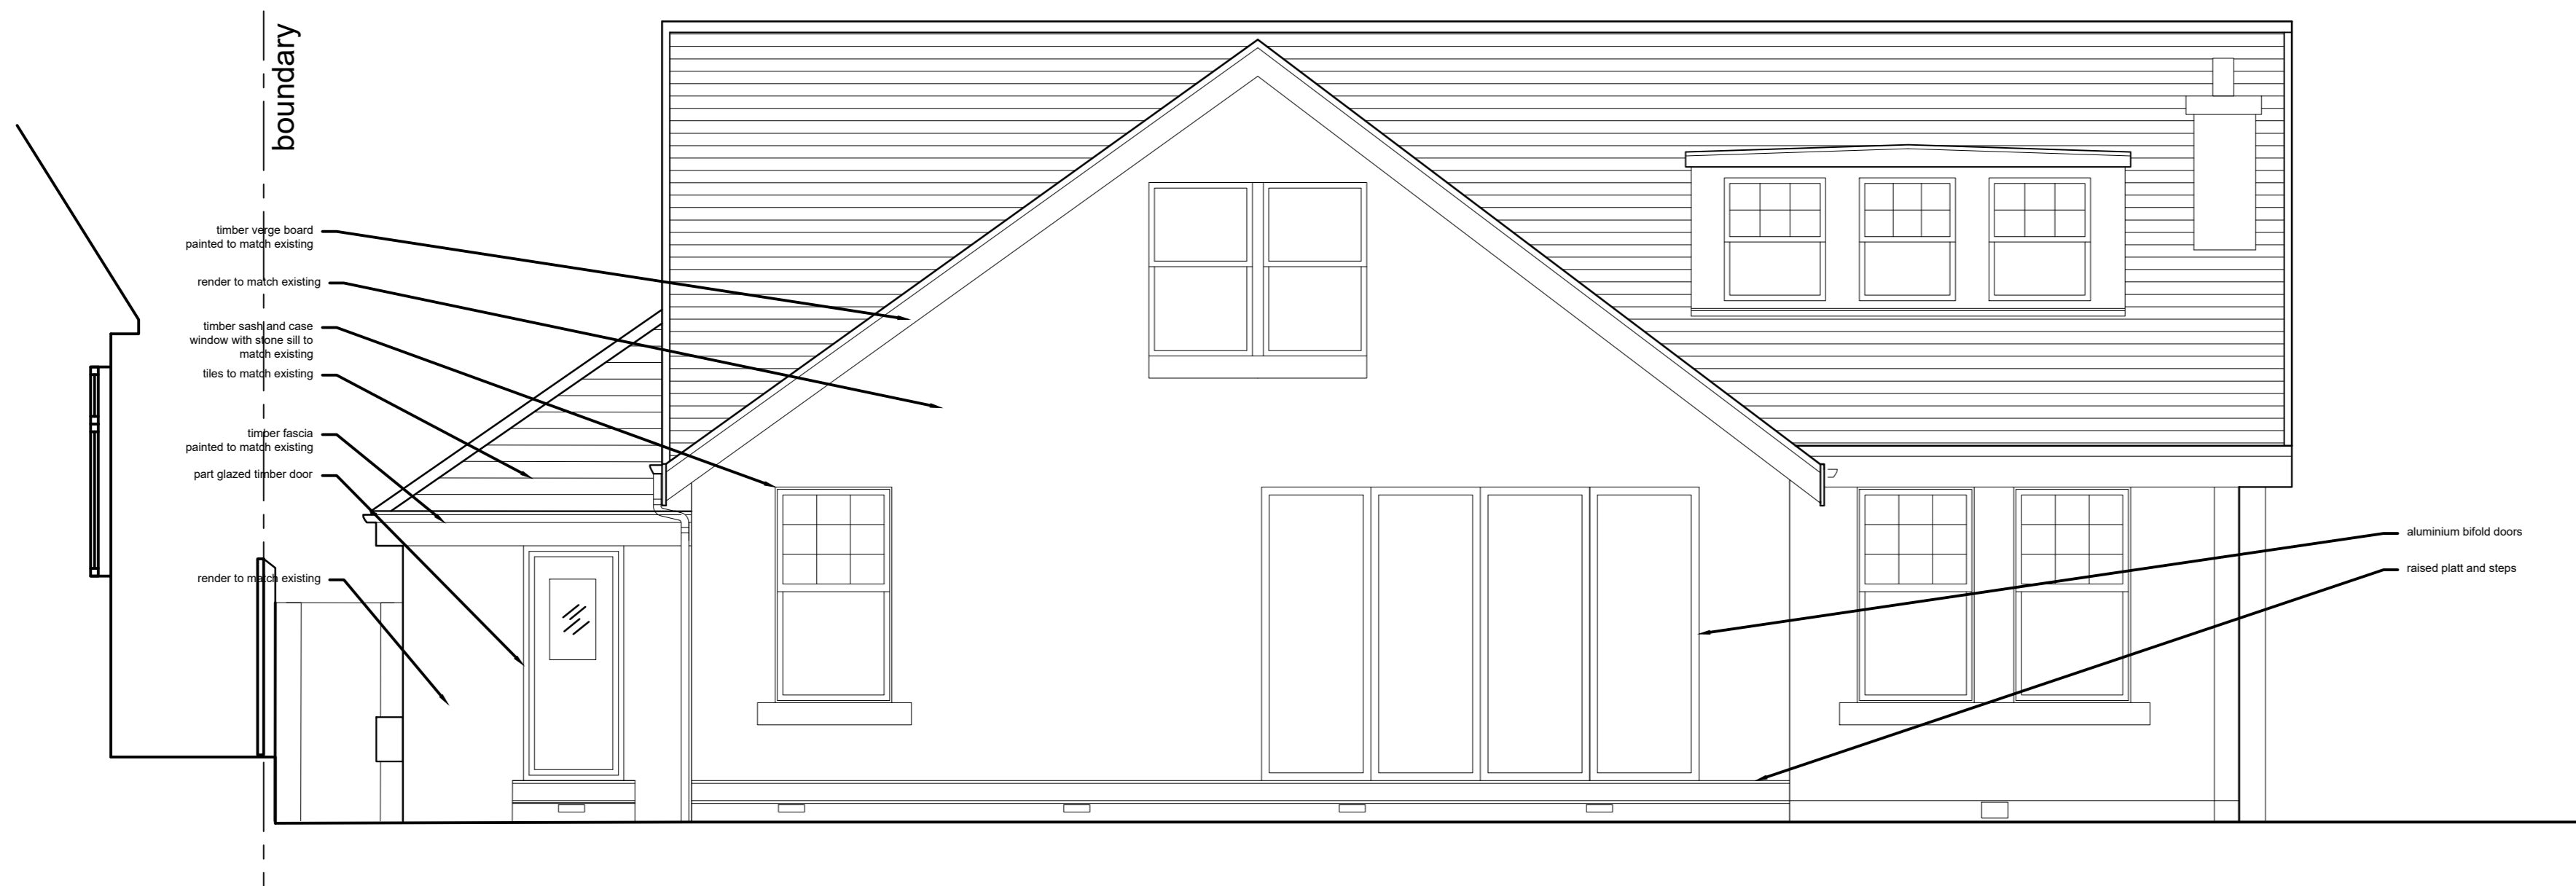 boundary
timber verge board
painted to match existing
render to match existing
timber sash and case
window with stone sill to
match existing
tiles to match existing
timber fascia
painted to match existing
part glazed timber door
render to match existing
aluminium bifold doors
raised platt and steps